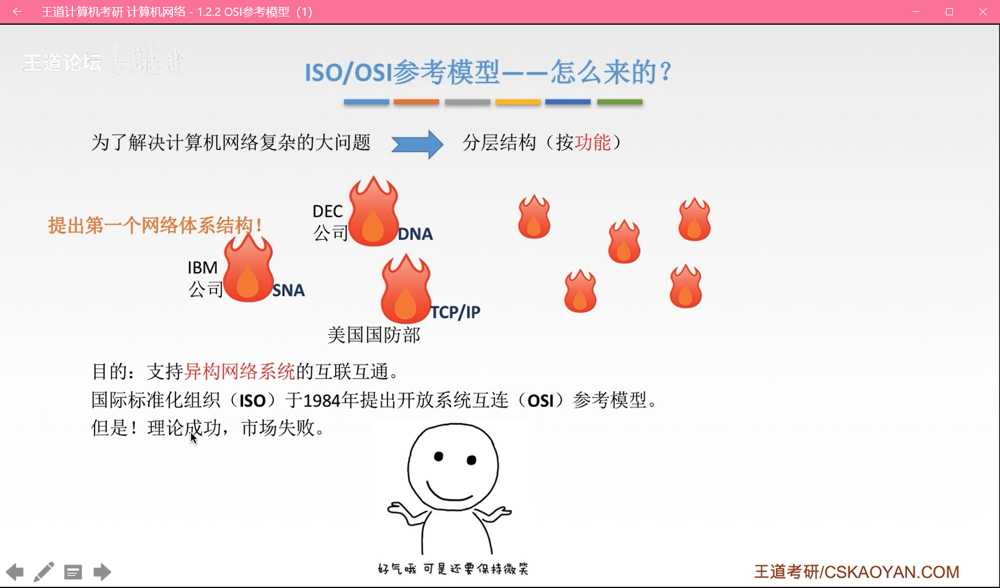 王道计算机考研 计算机网络 - 1.2.2 OSI参考模型（1）
王道论坛 bilibili
ISO/OSI参考模型——怎么来的？
为了解决计算机网络复杂的大问题
分层结构（按功能）
提出第一个网络体系结构！
DEC
公司
DNA
IBM
公司
SNA
TCP/IP
美国国防部
目的：支持异构网络系统的互联互通。
国际标准化组织（ISO）于1984年提出开放系统互连（OSI）参考模型。
但是！理论成功，市场失败。
好气哦 可是还要保持微笑
王道考研/CSKAOYAN.COM